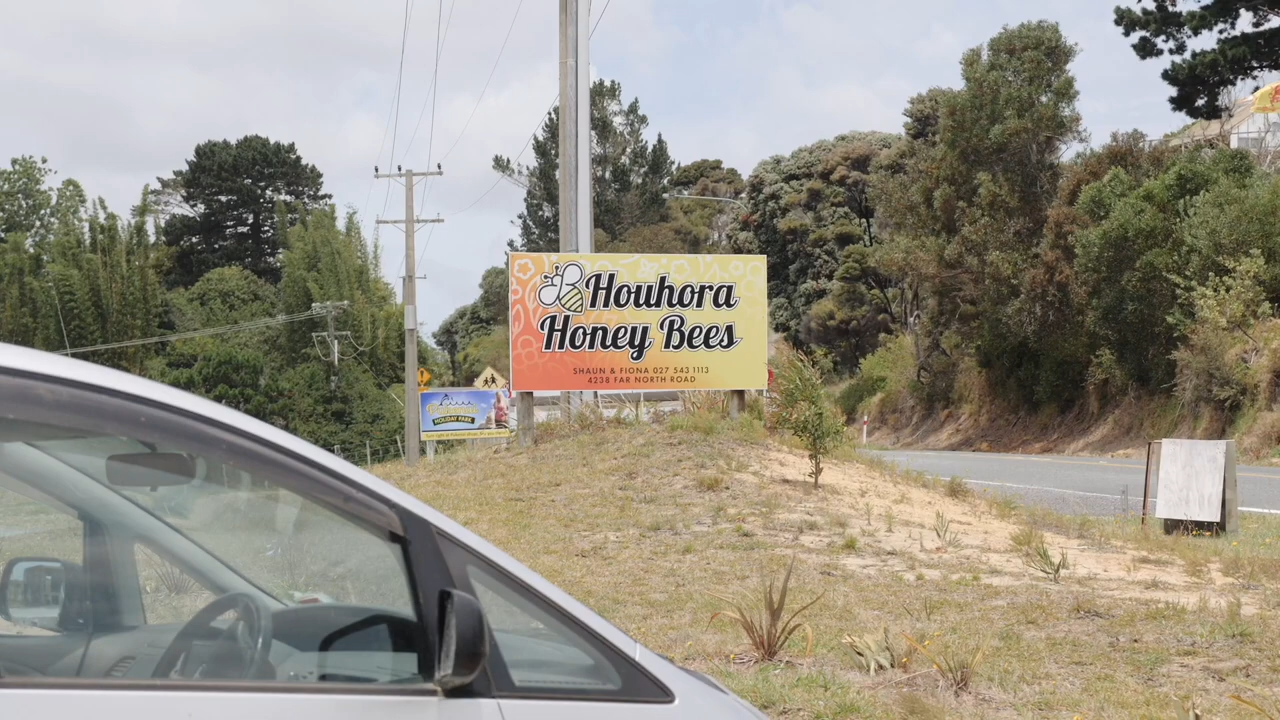 Houhora
Honey Bees
SHAUN & FIONA 027 543 1113
4238 FAR NORTH ROAD
HOLIDAY PARK